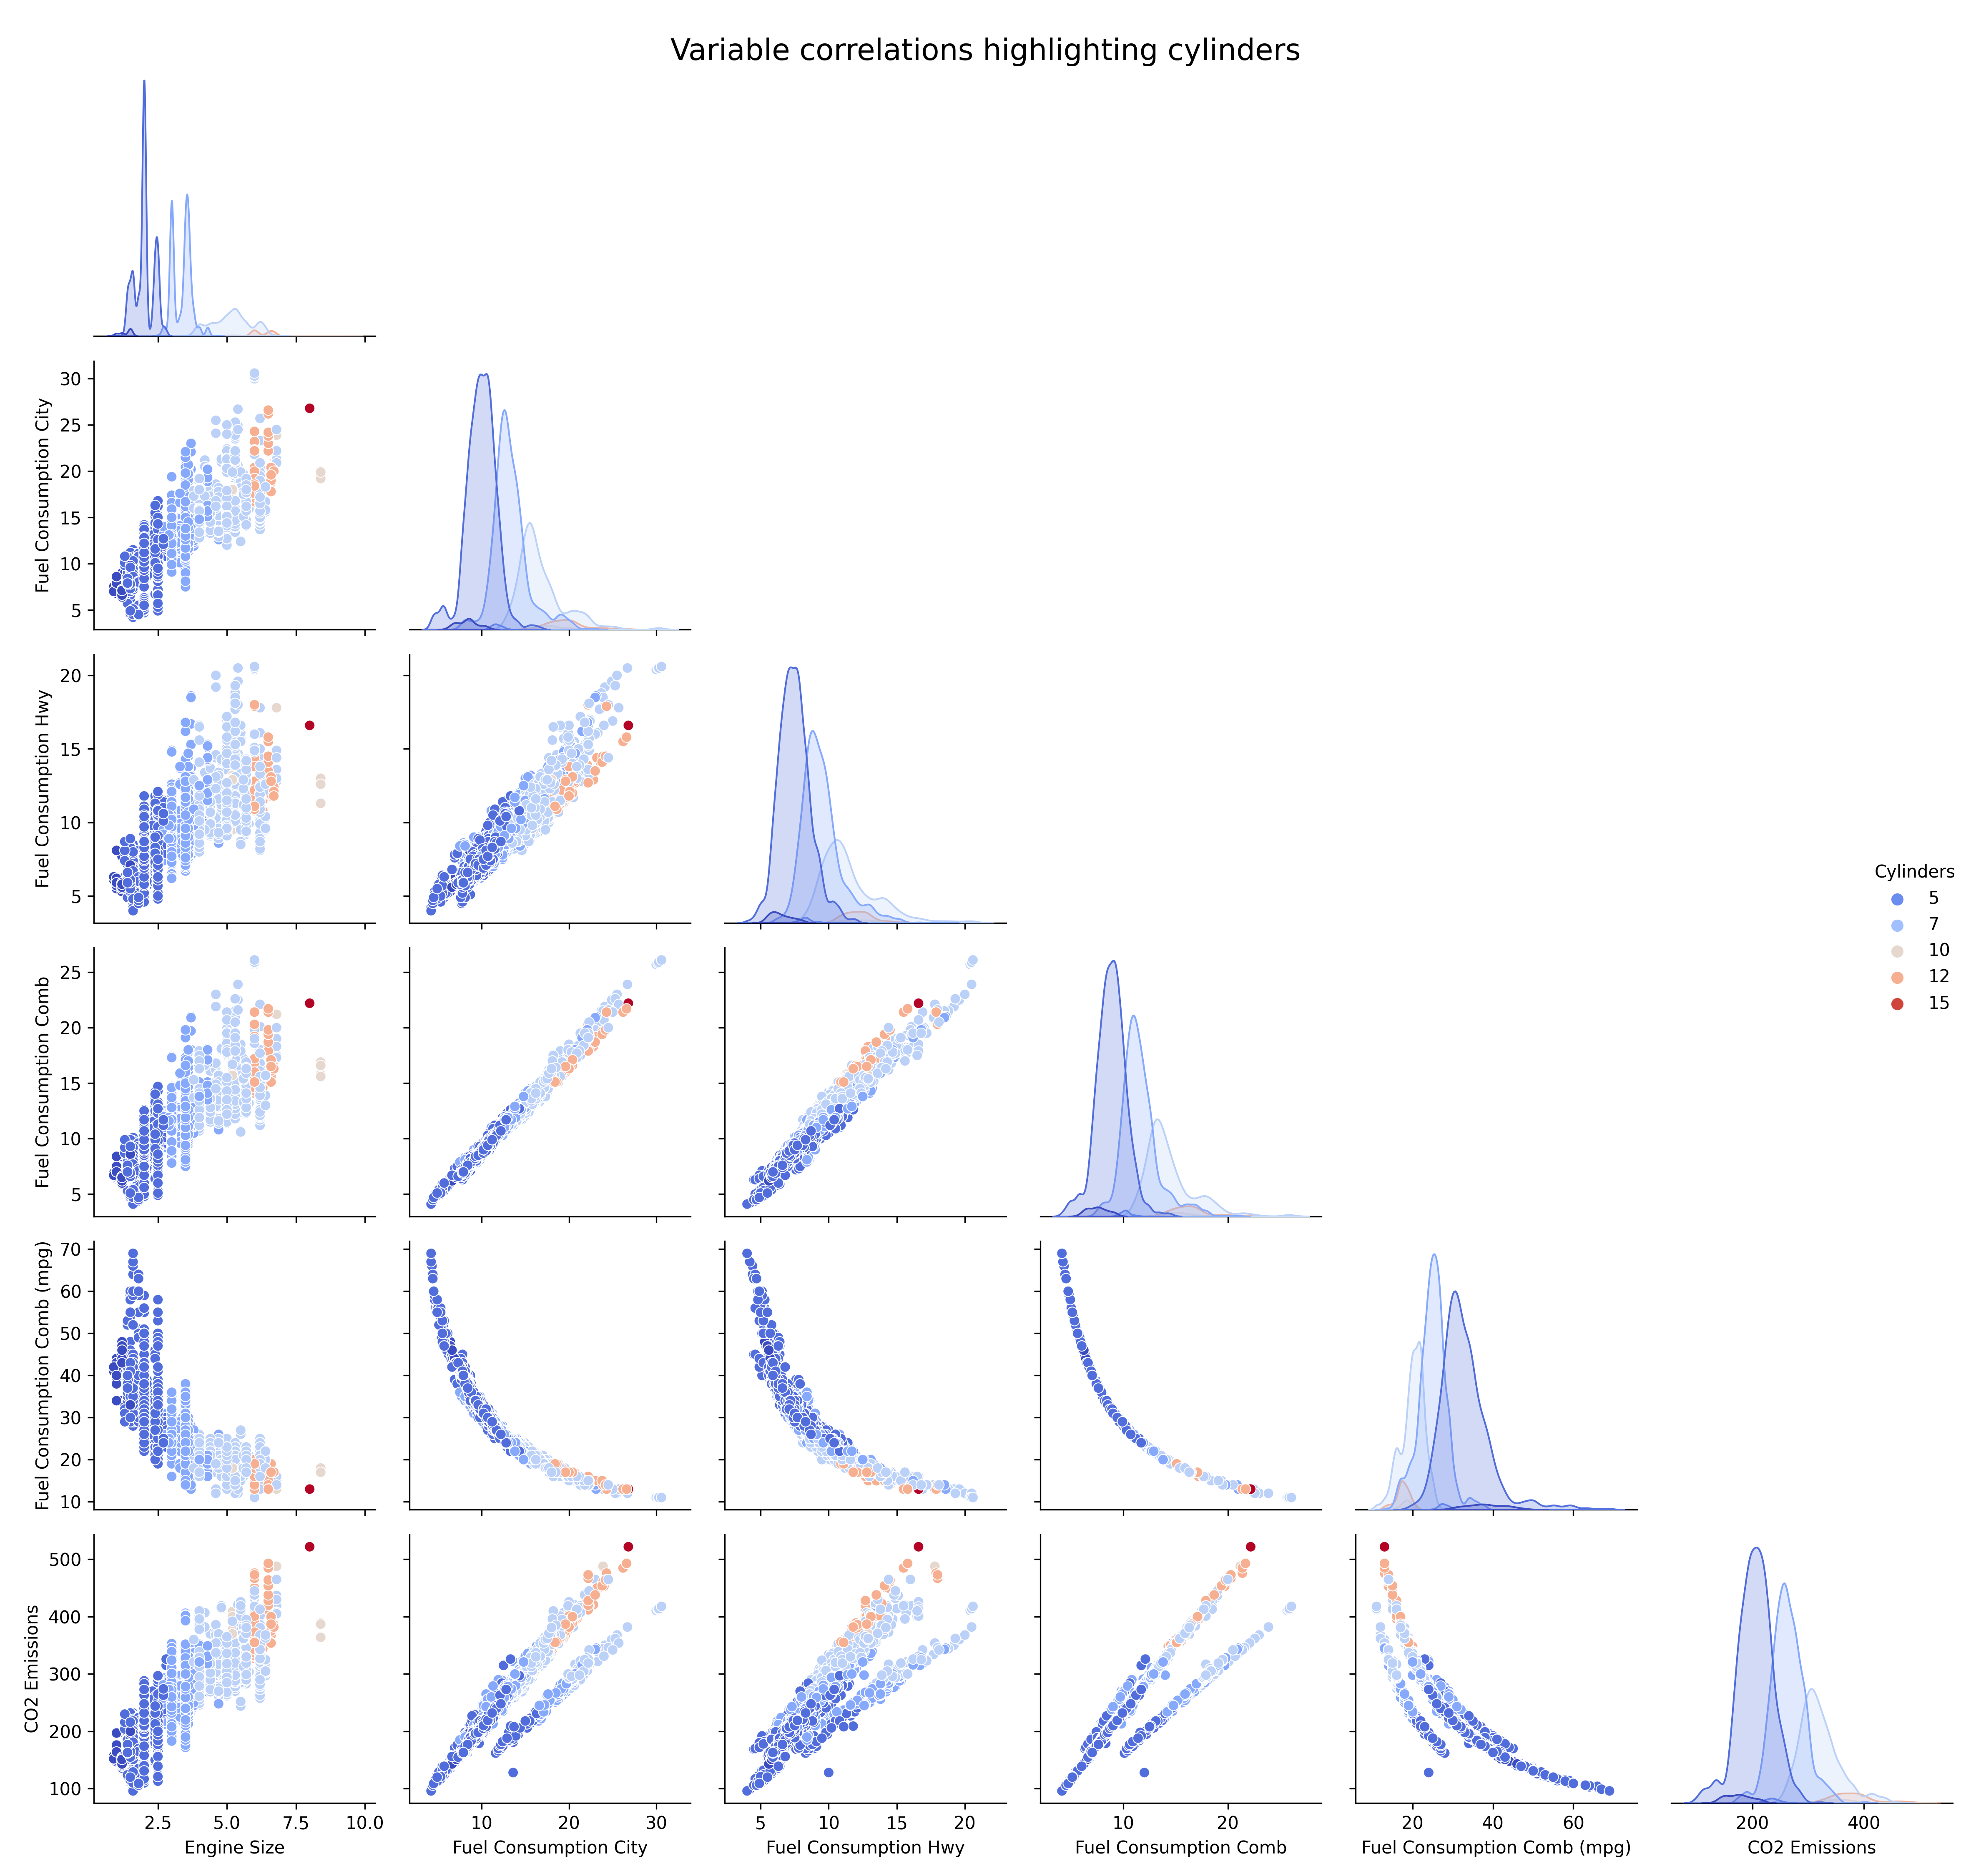 Variable correlations highlighting cylinders
Fuel Consumption City
30
25
20
15
10
5
Fuel Consumption Hwy
20
15
10
5
Fuel Consumption Comb
25
20
15
10
5
Fuel Consumption Comb (mpg)
70
60
50
40
30
20
10
CO2 Emissions
500
400
300
200
100
2.5 5.0 7.5 10.0
Engine Size
10 20 30
Fuel Consumption City
5 10 15 20
Fuel Consumption Hwy
10 20
Fuel Consumption Comb
20 40 60
Fuel Consumption Comb (mpg)
200 400
CO2 Emissions
Cylinders
5
7
10
12
15